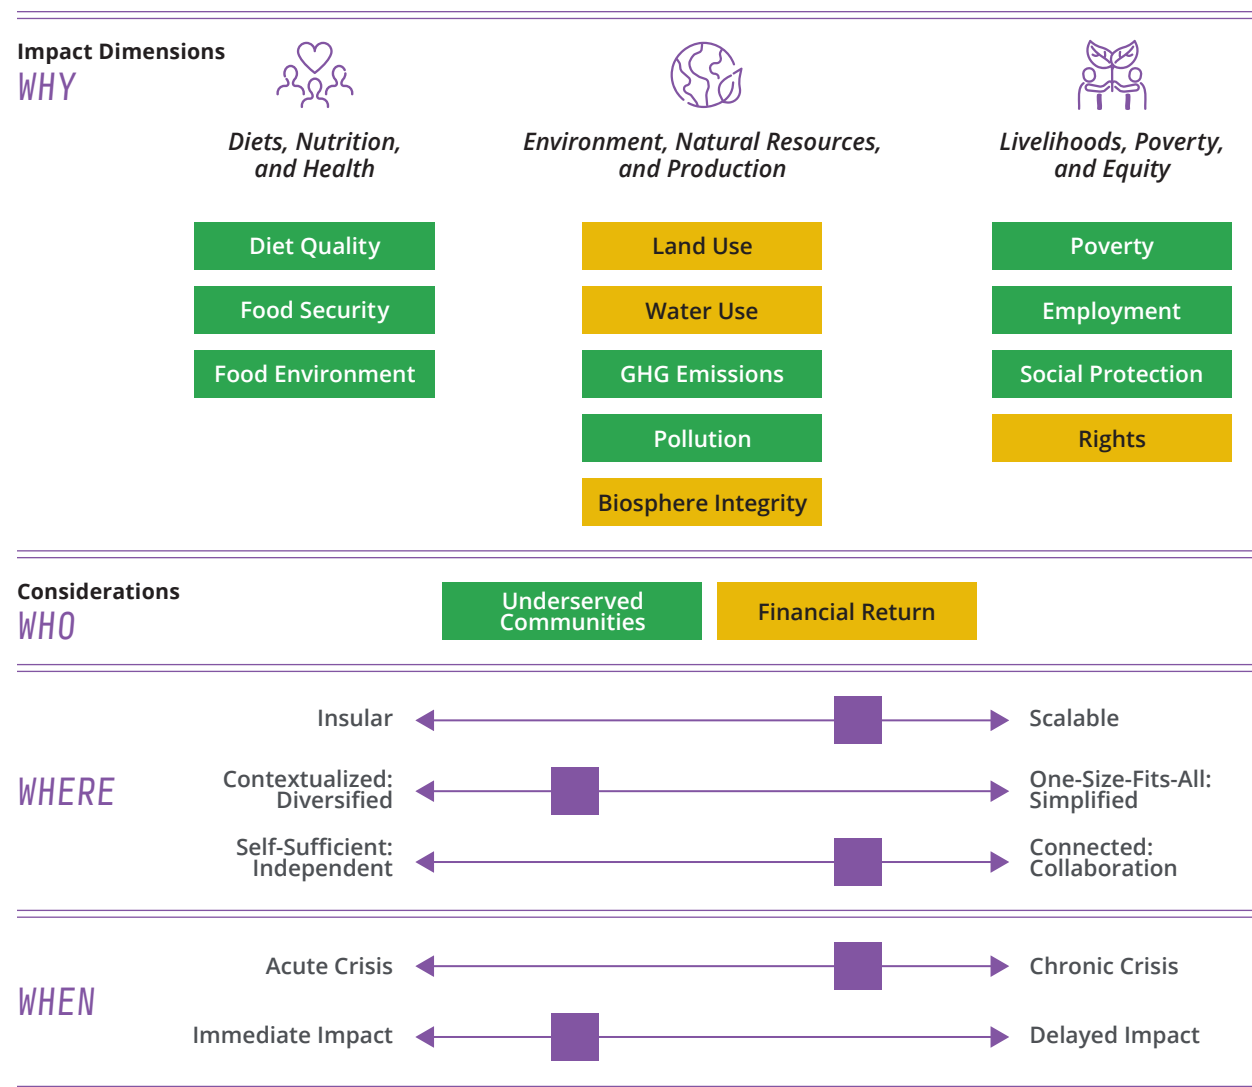 Impact Dimensions
WHY
Diets, Nutrition,
and Health
Environment, Natural Resources,
and Production
Livelihoods, Poverty,
and Equity
Diet Quality
Food Security
Food Environment
Land Use
Water Use
GHG Emissions
Pollution
Biosphere Integrity
Poverty
Employment
Social Protection
Rights
Considerations
WHO
Underserved
Communities
Financial Return
WHERE
Insular
Scalable
Contextualized:
Diversified
One-Size-Fits-All:
Simplified
Self-Sufficient:
Independent
Connected:
Collaboration
WHEN
Acute Crisis
Chronic Crisis
Immediate Impact
Delayed Impact